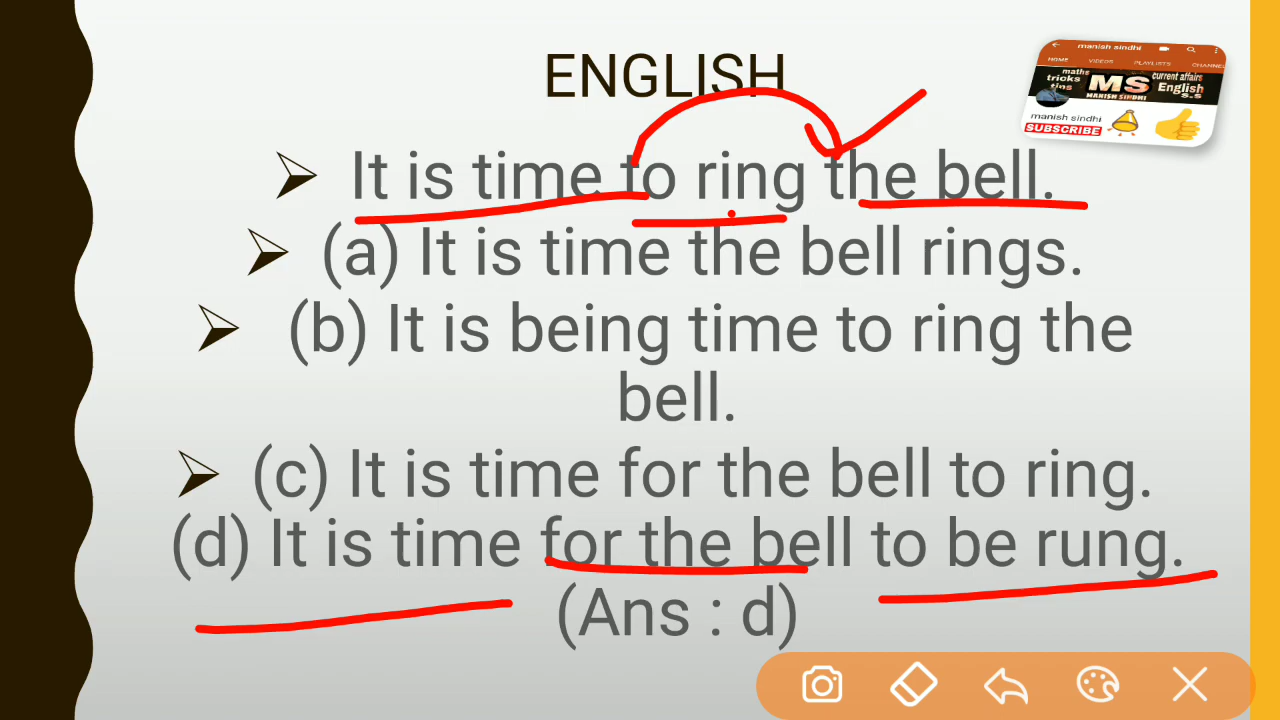 ENGLISH
manish sindhi
HOME VIDEOS PLAYLISTS CHANNEL
maths
tricks
tips
MS
MANISH SINDHI
current affairs
English
S.S
manish sindhi
SUBSCRIBE
It is time to ring the bell.
(a) It is time the bell rings.
(b) It is being time to ring the
bell.
(c) It is time for the bell to ring.
(d) It is time for the bell to be rung.
(Ans : d)